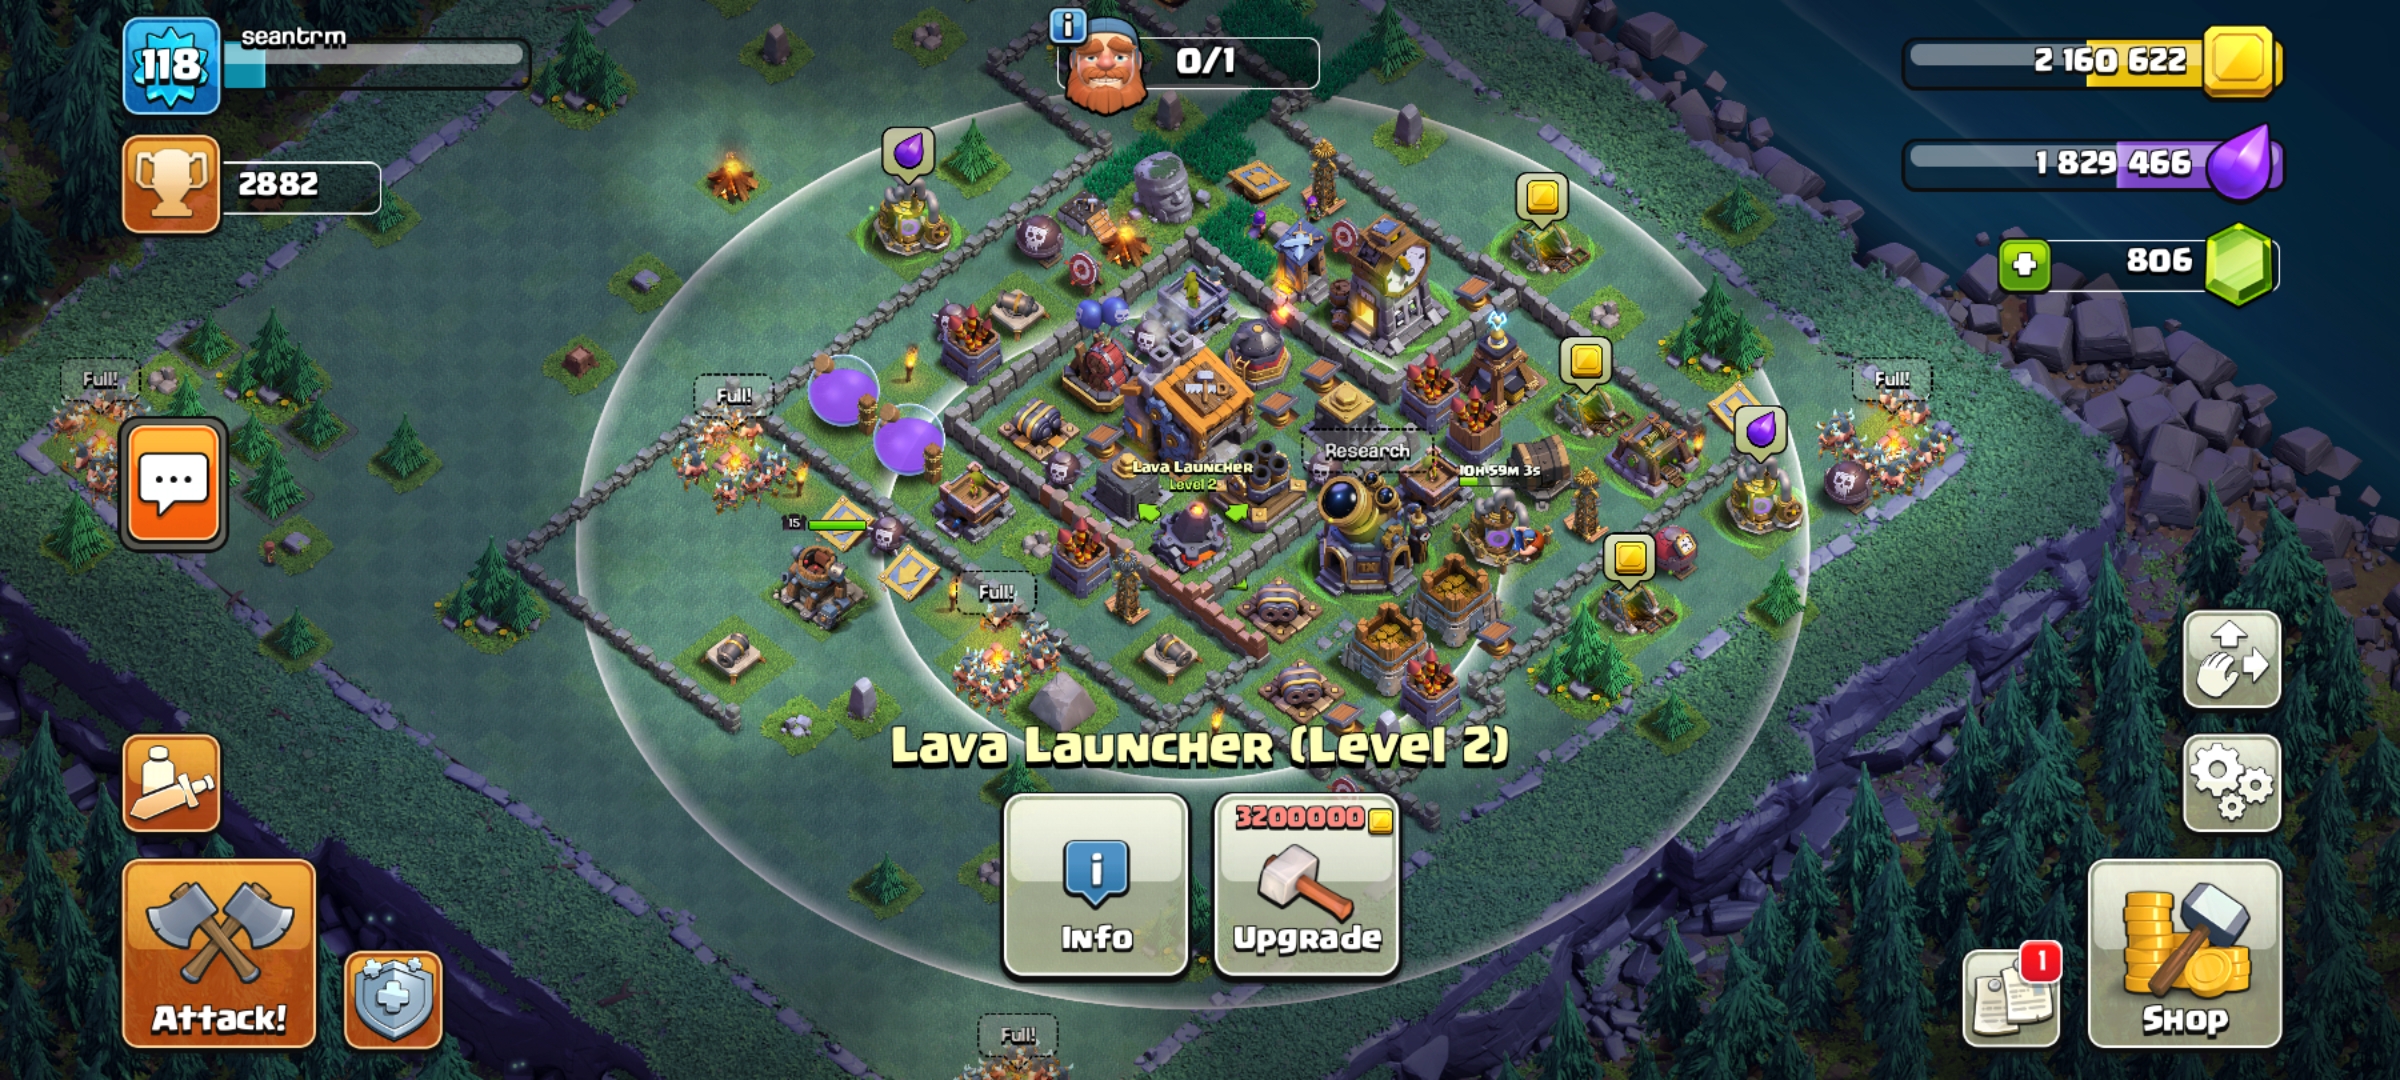 118
seantrm
0/1
2 160 622
2882
1 829 466
806
Full!
Full!
Full!
Research
Lava Launcher
Level 2
10H 59M 3s
15
Full!
Lava Launcher (Level 2)
3200000
Info
Upgrade
Attack!
1
Shop
Full!